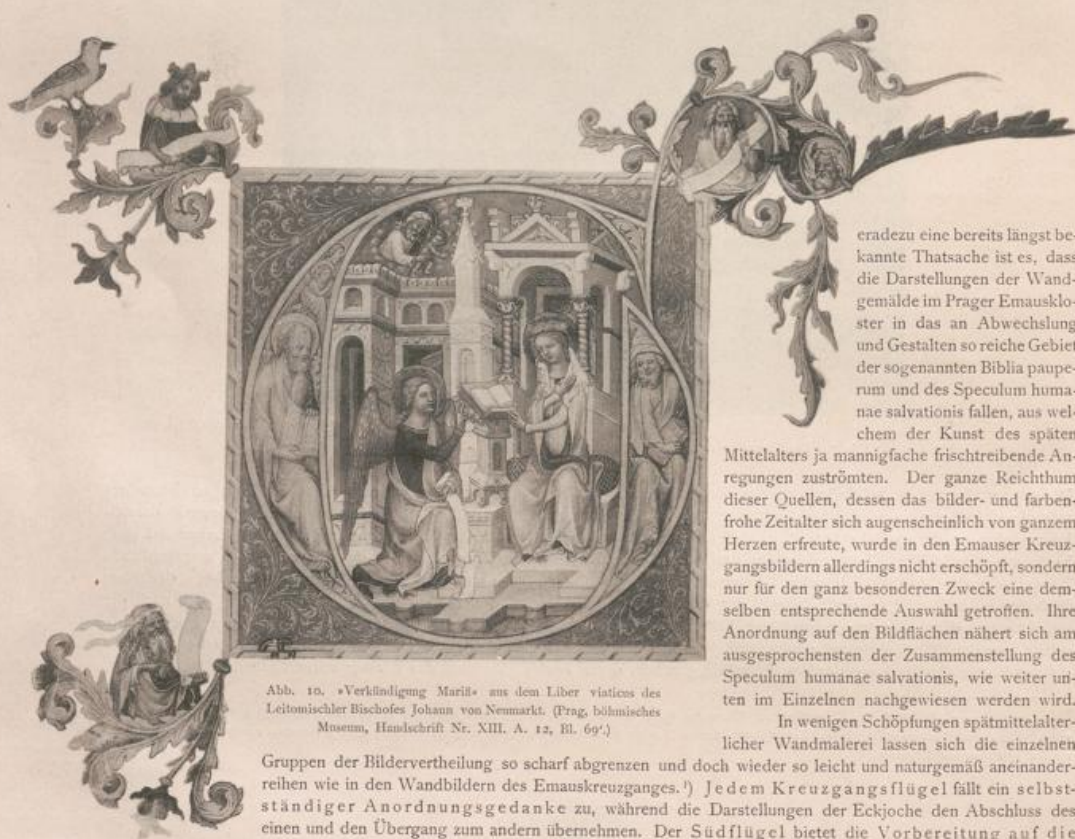 eradezu eine bereits längst be-
kannte Thatsache ist es, dass
die Darstellungen der Wand-
gemälde im Prager Emausklo-
ster in das an Abwechslung
und Gestalten so reiche Gebiet
der sogenannten Biblia paupe-
rum und des Speculum huma-
nae salvationis fallen, aus wel-
chem der Kunst des späten
Mittelalters ja mannigfache frischtreibende An-
regungen zuströmten. Der ganze Reichthum
dieser Quellen, dessen das bilder- und farben-
frohe Zeitalter sich augenscheinlich von ganzem
Herzen erfreute, wurde in den Emauser Kreuz-
gangsbildern allerdings nicht erschöpft, sondern
nur für den ganz besonderen Zweck eine dem-
selben entsprechende Auswahl getroffen. Ihre
Anordnung auf den Bildflächen nähert sich am
ausgesprochensten der Zusammenstellung des
Speculum humanae salvationis, wie weiter un-
ten im Einzelnen nachgewiesen werden wird.
Abb. 10. »Verkündigung Mariä« aus dem Liber viaticus des
Leitomischler Bischofes Johann von Neumarkt. (Prag, böhmisches
Museum, Handschrift Nr. XIII. A. 12, Bl. 69'.)
In wenigen Schöpfungen spätmittelalter-
licher Wandmalerei lassen sich die einzelnen
Gruppen der Bildervertheilung so scharf abgrenzen und doch wieder so leicht und naturgemäß aneinander-
reihen wie in den Wandbildern des Emauskreuzganges.¹) Jedem Kreuzgangsflügel fällt ein selbst-
ständiger Anordnungsgedanke zu, während die Darstellungen der Eckjoche den Abschluss des
einen und den Übergang zum andern übernehmen. Der Südflügel bietet die Vorbereitung auf die